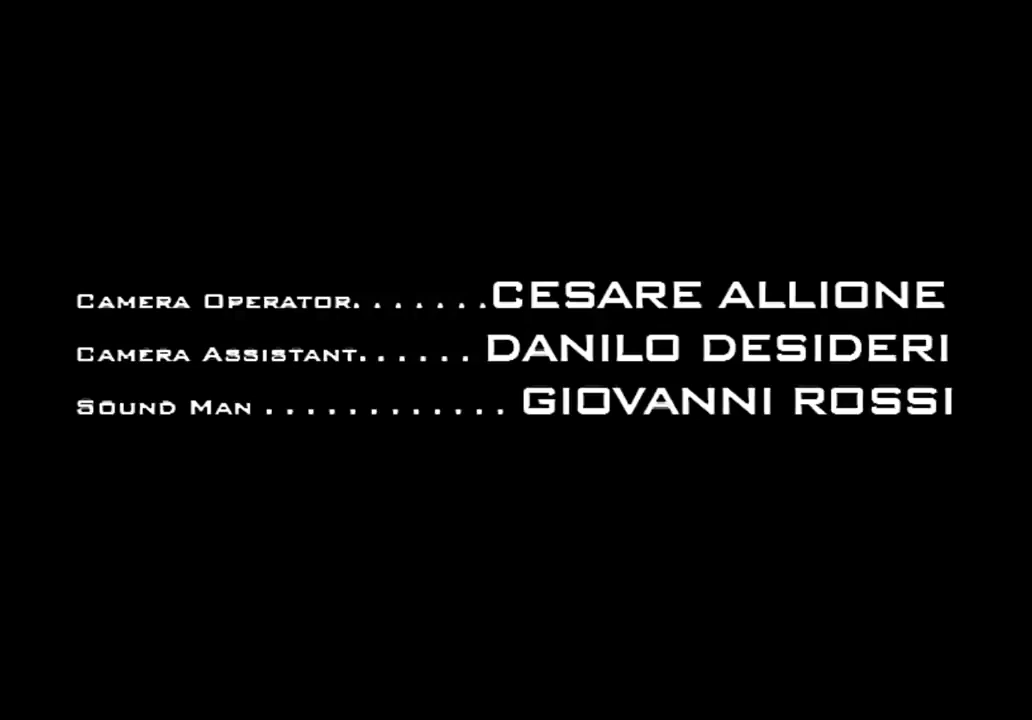 Camera Operator. . . . . . .CESARE ALLIONE
Camera Assistant. . . . . . DANILO DESIDERI
Sound Man . . . . . . . . . . . . GIOVANNI ROSSI